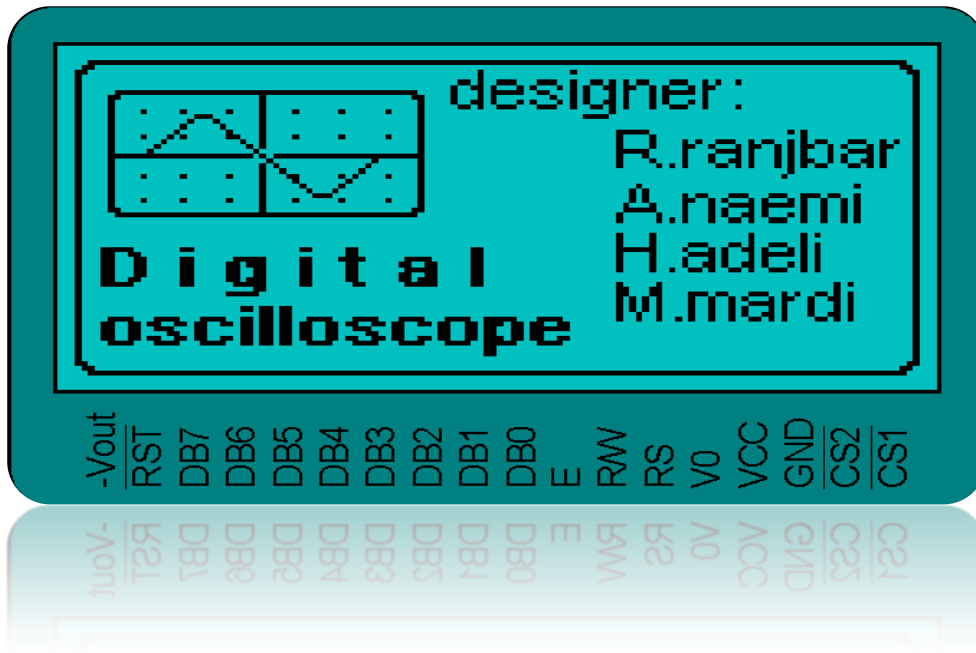 designer:
R.ranjbar
A.naemi
H.adeli
M.mardi
Digital
oscilloscope
-Vout
RST
DB7
DB6
DB5
DB4
DB3
DB2
DB1
DB0
E
RW
RS
V0
VCC
GND
CS2
CS1